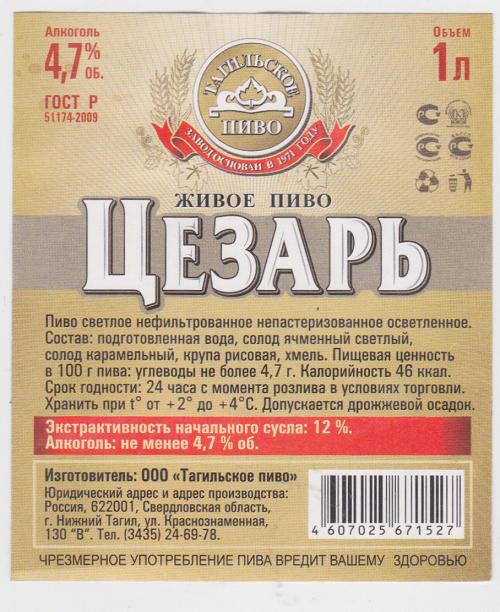 Алкоголь
4,7% ОБ.
ГОСТ Р
51174-2009
Объем
1л
ТАГИЛЬСКОЕ
ПИВО
ЗАВОД ОСНОВАН В 1971 ГОДУ
ЖИВОЕ ПИВО
ЦЕЗАРЬ
Пиво светлое нефильтрованное непастеризованное осветленное.
Состав: подготовленная вода, солод ячменный светлый,
солод карамельный, крупа рисовая, хмель. Пищевая ценность
в 100 г пива: углеводы не более 4,7 г. Калорийность 46 ккал.
Срок годности: 24 часа с момента розлива в условиях торговли.
Хранить при t° от +2° до +4°С. Допускается дрожжевой осадок.
Экстрактивность начального сусла: 12 %.
Алкоголь: не менее 4,7 % об.
Изготовитель: ООО «Тагильское пиво»
Юридический адрес и адрес производства:
Россия, 622001, Свердловская область,
г. Нижний Тагил, ул. Краснознаменная,
130 "В". Тел. (3435) 24-69-78.
4 607025 671527
ЧРЕЗМЕРНОЕ УПОТРЕБЛЕНИЕ ПИВА ВРЕДИТ ВАШЕМУ ЗДОРОВЬЮ